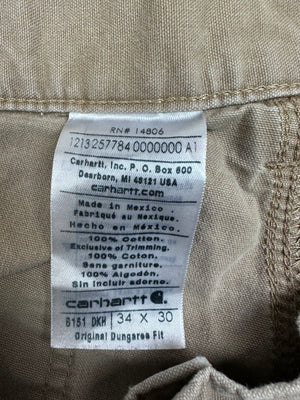 RN# 14806
1213257784 0000000 A1
Carhartt, Inc. P. O. Box 600
Dearborn, MI 48121 USA
carhartt.com
Made in Mexico
Fabriqué au Mexique
Hecho en México
100% Cotton.
Exclusive of Trimming.
100% Coton.
Sans garniture.
100% Algodón.
Sin incluir adorno.
carhartt
B151 DKH 34 X 30
Original Dungaree Fit